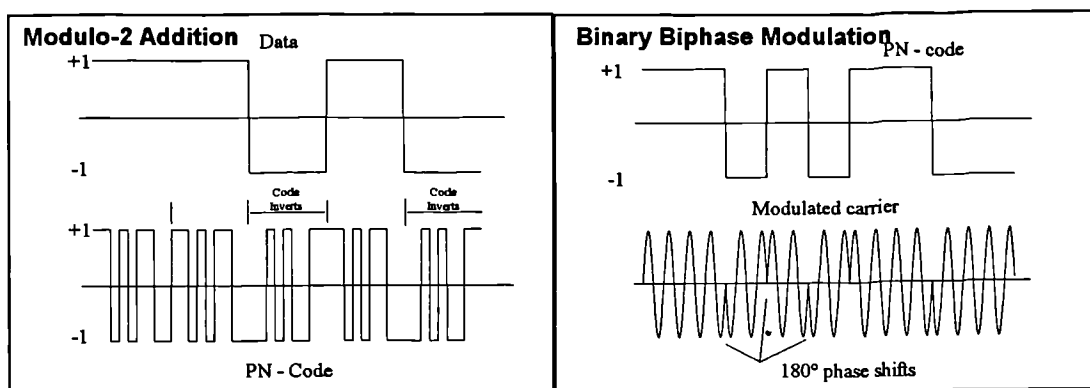 Modulo-2 Addition
Data
+1
-1
Code
Inverts
Code
Inverts
+1
-1
PN - Code
Binary Biphase Modulation
PN - code
+1
-1
Modulated carrier
180° phase shifts